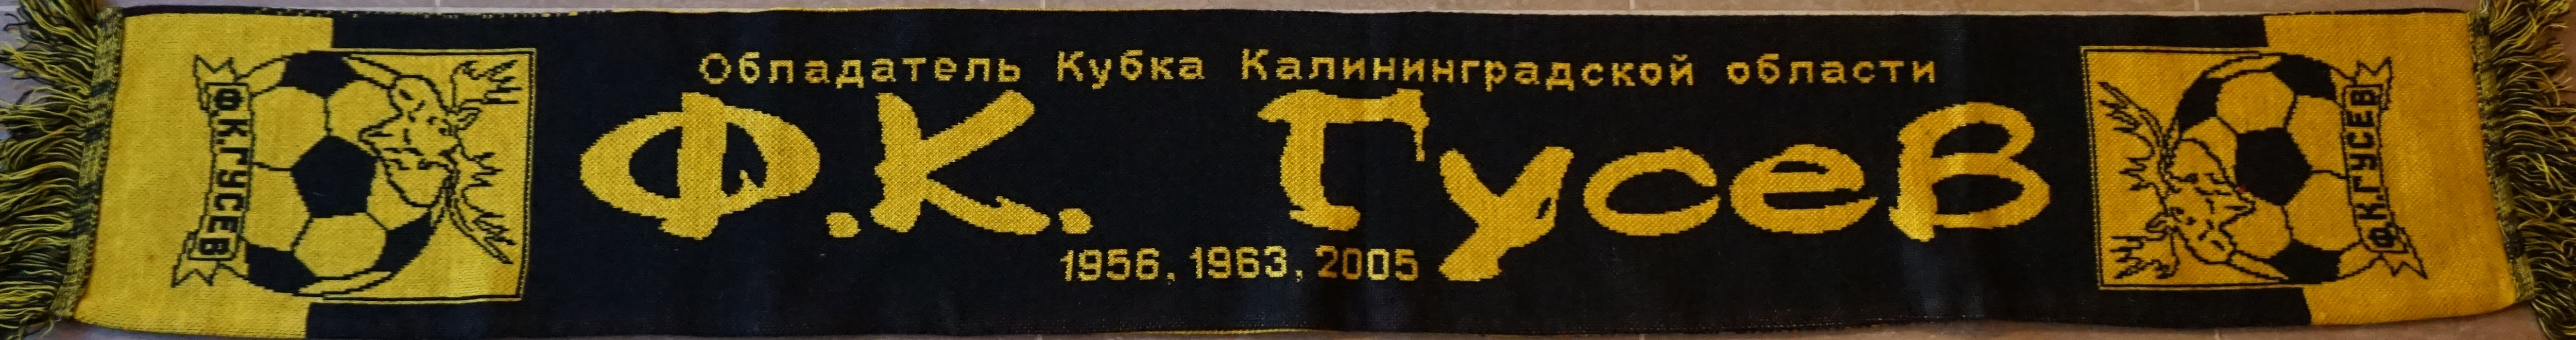 Ф.К.ГУСЕВ
Обладатель Кубка Калининградской области
Ф.К. Гусев
1956, 1963, 2005
Ф.К.ГУСЕВ